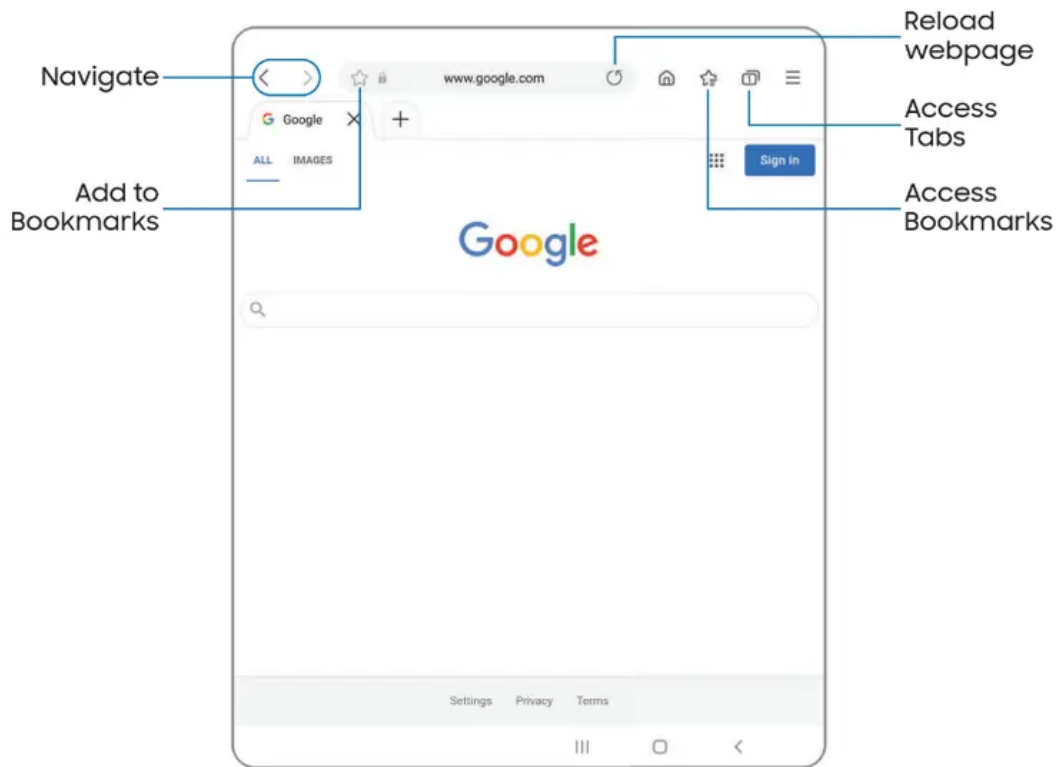 Reload
webpage
Navigate
www.google.com
1
Access
Tabs
Google
ALL IMAGES
Sign in
Add to
Bookmarks
Access
Bookmarks
Google
Settings Privacy Terms